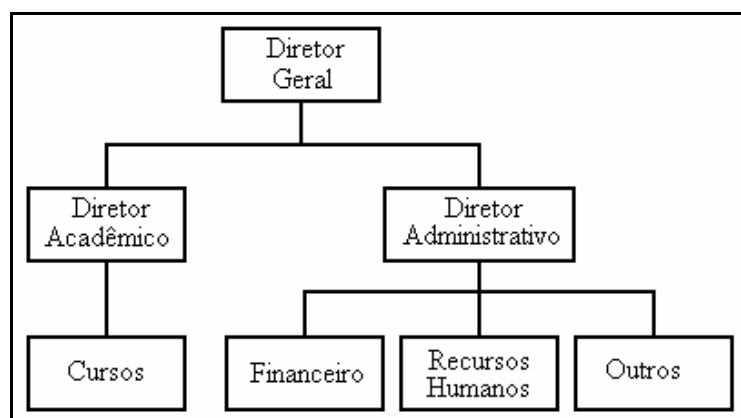 Diretor
Geral
Diretor
Acadêmico
Diretor
Administrativo
Cursos
Financeiro
Recursos
Humanos
Outros